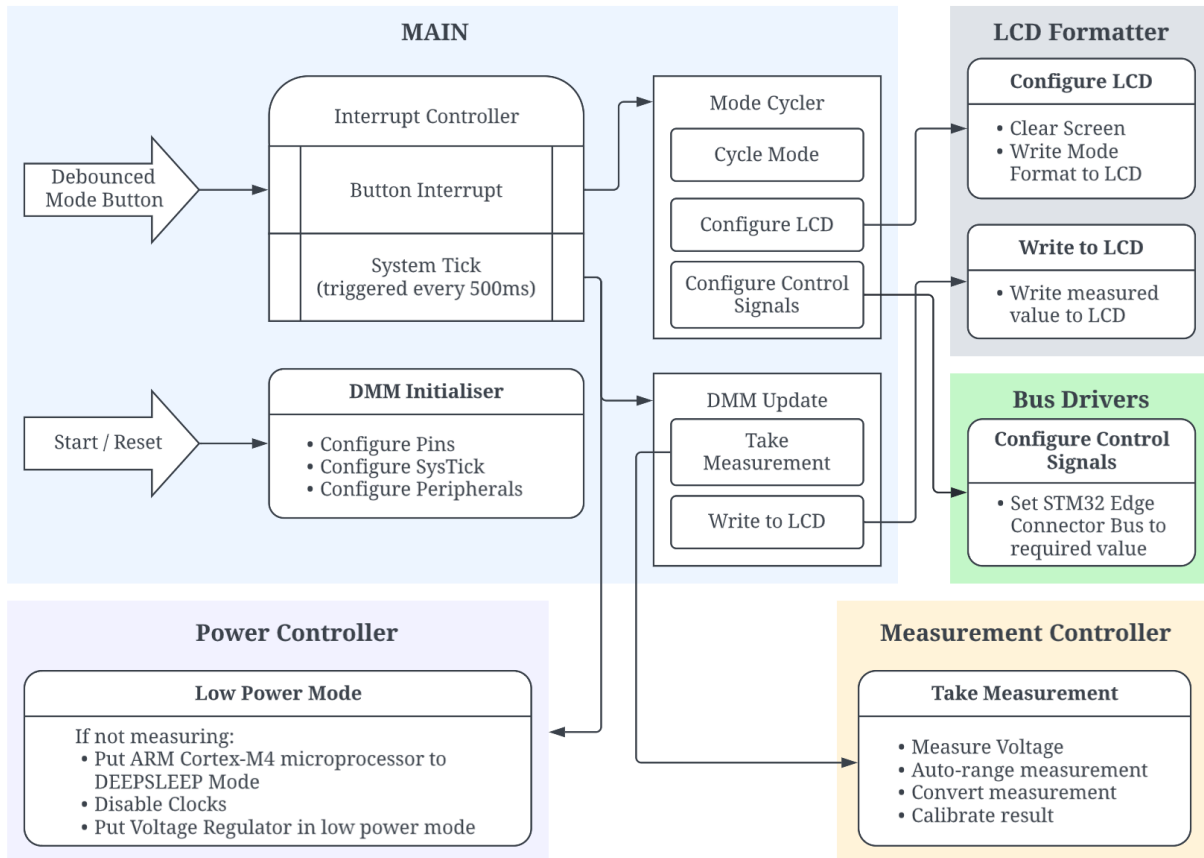 MAIN
Debounced
Mode Button
Interrupt Controller
Button Interrupt
System Tick
(triggered every 500ms)
Mode Cycler
Cycle Mode
Configure LCD
Configure Control
Signals
Start / Reset
DMM Initialiser
• Configure Pins
• Configure SysTick
• Configure Peripherals
DMM Update
Take
Measurement
Write to LCD
LCD Formatter
Configure LCD
• Clear Screen
• Write Mode
Format to LCD
Write to LCD
• Write measured
value to LCD
Bus Drivers
Configure Control
Signals
• Set STM32 Edge
Connector Bus to
required value
Power Controller
Low Power Mode
If not measuring:
• Put ARM Cortex-M4 microprocessor to
DEEPSLEEP Mode
• Disable Clocks
• Put Voltage Regulator in low power mode
Measurement Controller
Take Measurement
• Measure Voltage
• Auto-range measurement
• Convert measurement
• Calibrate result